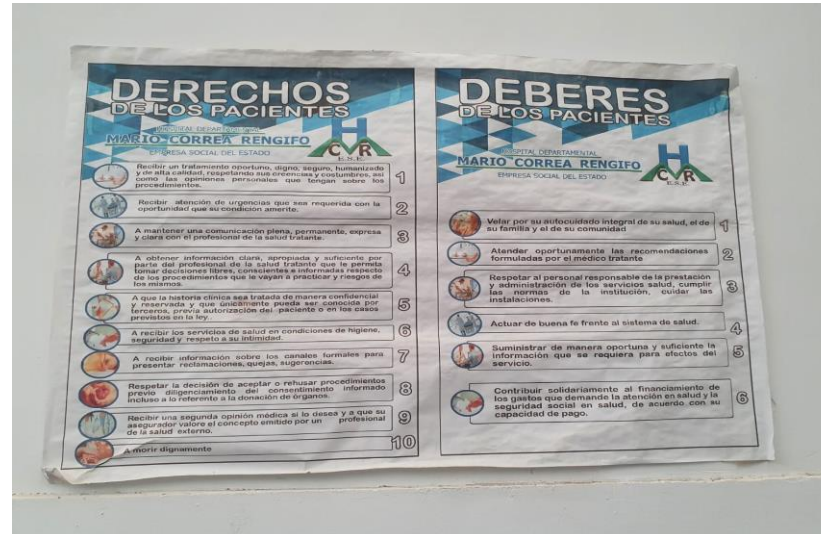 DERECHOS
DE LOS PACIENTES
HOSPITAL DEPARTAMENTAL
MARIO CORREA RENGIFO
EMPRESA SOCIAL DEL ESTADO
H
CVR
E.S.E.
Recibir un tratamiento oportuno, digno, seguro, humanizado
y de alta calidad, respetando sus creencias y costumbres, así
como las opiniones personales que tengan sobre los
procedimientos.
1
Recibir atención de urgencias que sea requerida con la
oportunidad que su condición amerite.
2
A mantener una comunicación plena, permanente, expresa
y clara con el profesional de la salud tratante.
3
A obtener información clara, apropiada y suficiente por
parte del profesional de la salud tratante que le permita
tomar decisiones libres, conscientes e informadas respecto
de los procedimientos que le vayan a practicar y riesgos de
los mismos.
4
A que la historia clínica sea tratada de manera confidencial
y reservada y que únicamente pueda ser conocida por
terceros, previa autorización del paciente o en los casos
previstos en la ley.
5
A recibir los servicios de salud en condiciones de higiene,
seguridad y respeto a su intimidad.
6
A recibir información sobre los canales formales para
presentar reclamaciones, quejas, sugerencias.
7
Respetar la decisión de aceptar o rehusar procedimientos
previo diligenciamiento del consentimiento informado
incluso a lo referente a la donación de órganos.
8
Recibir una segunda opinión médica si lo desea y a que su
asegurador valore el concepto emitido por un profesional
de la salud externo.
9
A morir dignamente
10
DEBERES
DE LOS PACIENTES
HOSPITAL DEPARTAMENTAL
MARIO CORREA RENGIFO
EMPRESA SOCIAL DEL ESTADO
H
CVR
E.S.E.
Velar por su autocuidado integral de su salud, el de
su familia y el de su comunidad
1
Atender oportunamente las recomendaciones
formuladas por el médico tratante
2
Respetar al personal responsable de la prestación
y administración de los servicios salud, cumplir
las normas de la institución, cuidar las
instalaciones.
3
Actuar de buena fe frente al sistema de salud.
4
Suministrar de manera oportuna y suficiente la
información que se requiera para efectos del
servicio.
5
Contribuir solidariamente al financiamiento de
los gastos que demande la atención en salud y la
seguridad social en salud, de acuerdo con su
capacidad de pago.
6